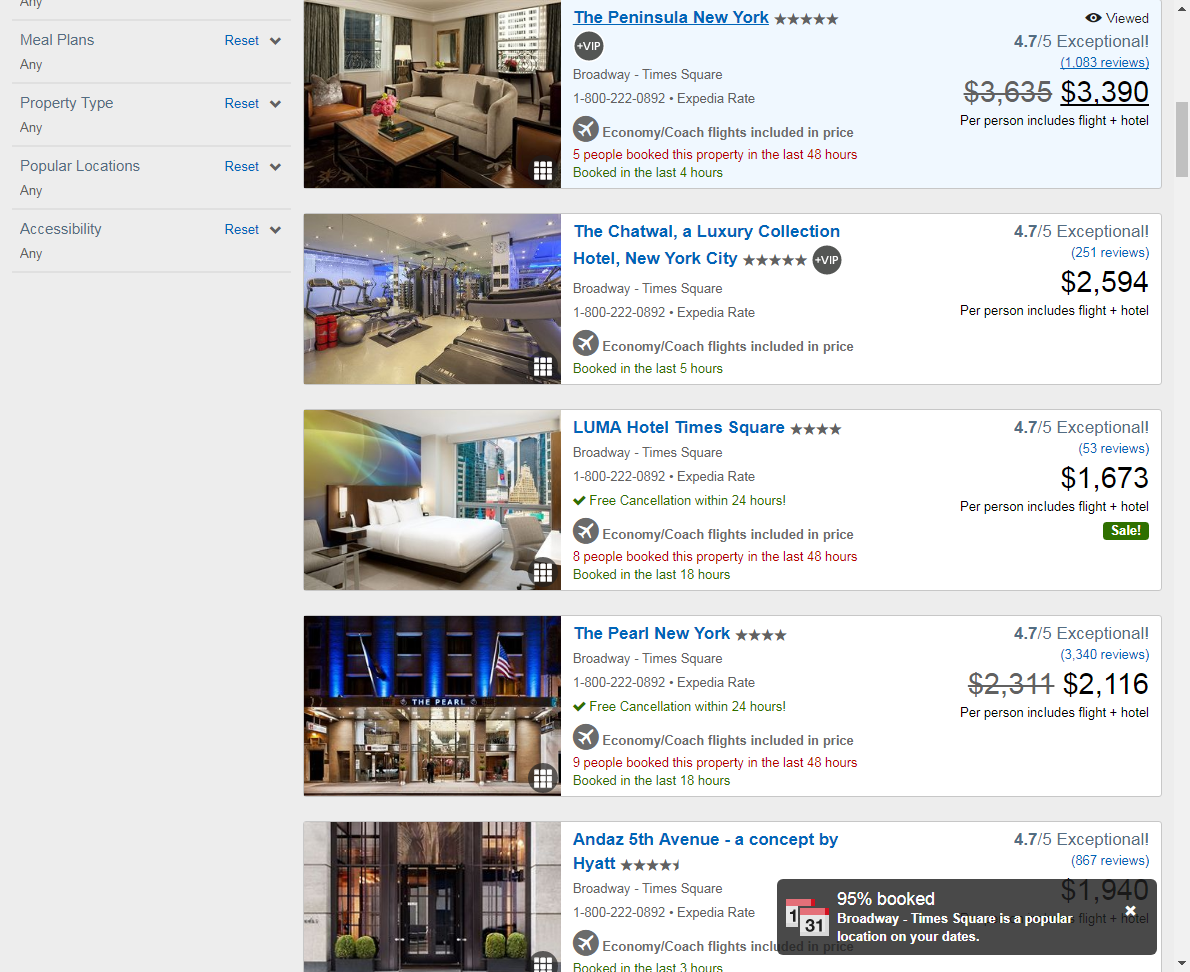 Any
Meal Plans Reset
Any
Property Type Reset
Any
Popular Locations Reset
Any
Accessibility Reset
Any
The Peninsula New York
+VIP
Broadway - Times Square
1-800-222-0892 • Expedia Rate
Economy/Coach flights included in price
5 people booked this property in the last 48 hours
Booked in the last 4 hours
Viewed
4.7/5 Exceptional!
(1,083 reviews)
$3,635 $3,390
Per person includes flight + hotel
The Chatwal, a Luxury Collection
Hotel, New York City +VIP
Broadway - Times Square
1-800-222-0892 • Expedia Rate
Economy/Coach flights included in price
Booked in the last 5 hours
4.7/5 Exceptional!
(251 reviews)
$2,594
Per person includes flight + hotel
LUMA Hotel Times Square
Broadway - Times Square
1-800-222-0892 • Expedia Rate
Free Cancellation within 24 hours!
Economy/Coach flights included in price
8 people booked this property in the last 48 hours
Booked in the last 18 hours
4.7/5 Exceptional!
(53 reviews)
$1,673
Per person includes flight + hotel
Sale!
THE PEARL
The Pearl New York
Broadway - Times Square
1-800-222-0892 • Expedia Rate
Free Cancellation within 24 hours!
Economy/Coach flights included in price
9 people booked this property in the last 48 hours
Booked in the last 18 hours
4.7/5 Exceptional!
(3,340 reviews)
$2,311 $2,116
Per person includes flight + hotel
Andaz 5th Avenue - a concept by
Hyatt
Broadway - Times Square
1-800-222-0892 • Expedia Rate
Economy/Coach flights included in price
Booked in the last 3 hours
4.7/5 Exceptional!
(867 reviews)
$1,940
flight + hotel
1
31
95% booked
Broadway - Times Square is a popular
location on your dates.